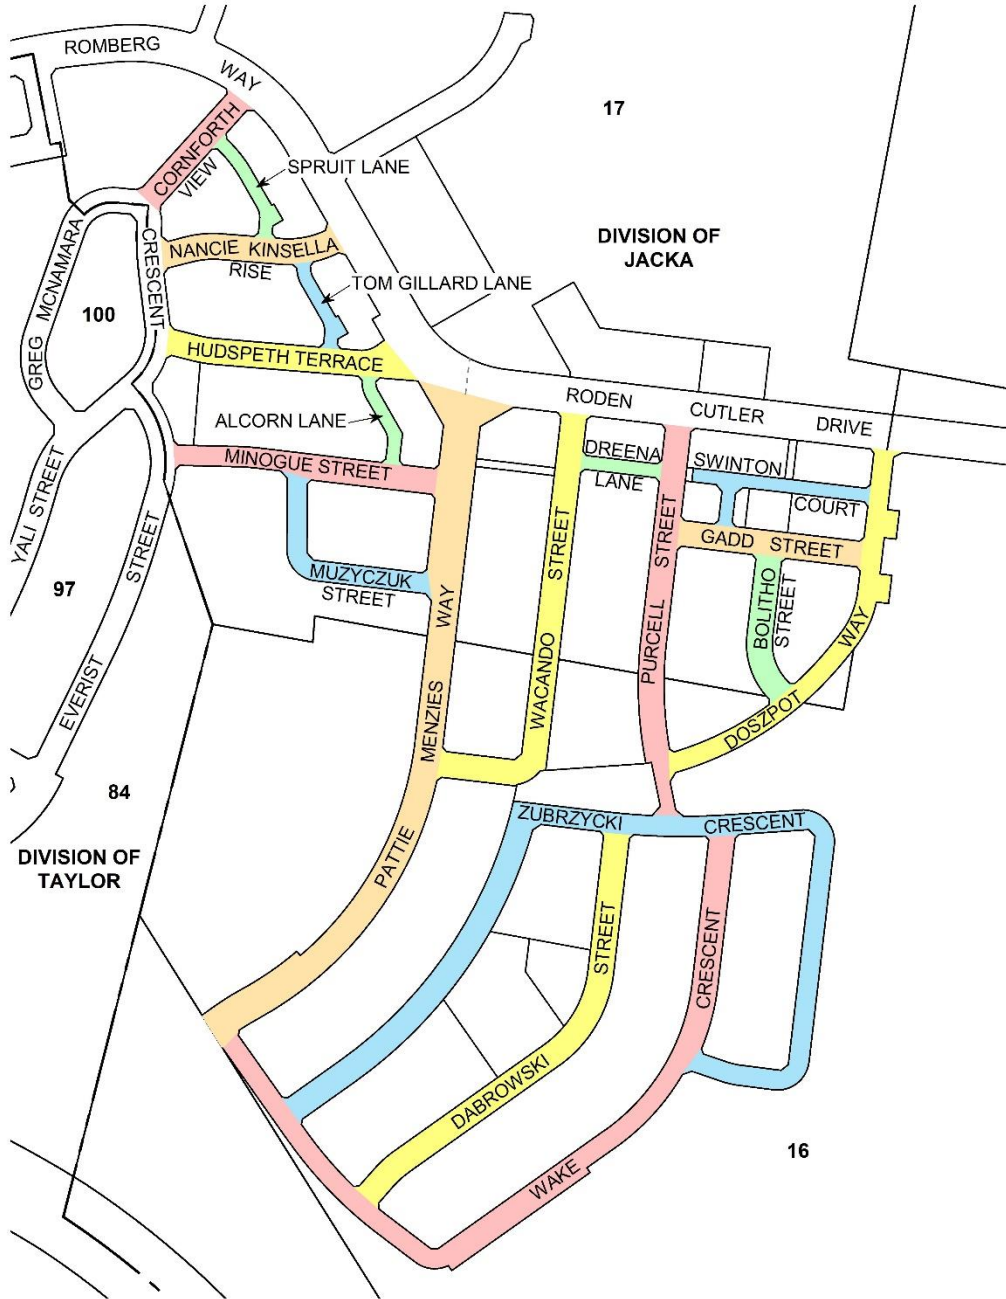 ROMBERG
WAY
17
CORNFORTH
VIEW
SPRUIT LANE
GREG MCNAMARA
CRESCENT
NANCIE KINSELLA
RISE
DIVISION OF
JACKA
TOM GILLARD LANE
100
HUDSPETH TERRACE
RODEN CUTLER DRIVE
ALCORN LANE
MINOGUE STREET
DREENA
LANE
SWINTON
COURT
YALI STREET
GADD STREET
MUZYCZUK
STREET
97
EVERIST STREET
PATTIE MENZIES WAY
WACANDO STREET
PURCELL STREET
BOLITHO
STREET
DOSZPOT WAY
84
DIVISION OF
TAYLOR
ZUBRZYCKI CRESCENT
DABROWSKI STREET
WAKE CRESCENT
16